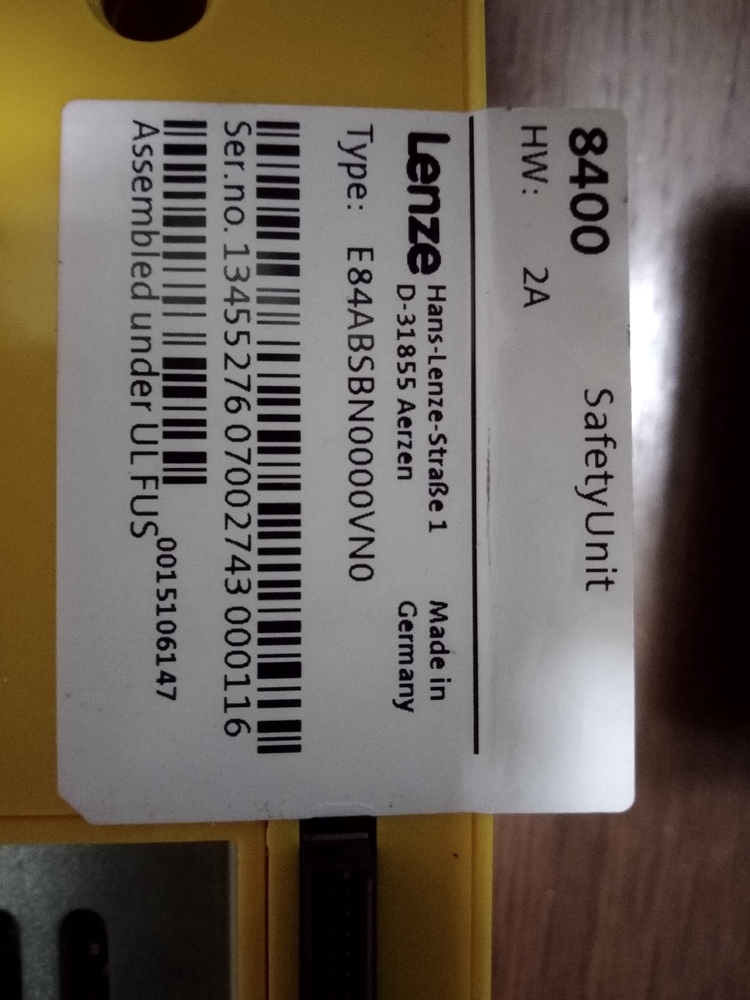 8400 SafetyUnit
HW: 2A
Lenze Hans-Lenze-Straße 1 Made in
D-31855 Aerzen Germany
Type: E84ABSBN0000VN0
Ser.no. 13455276 07002743 000116
0015106147
Assembled under UL FUS